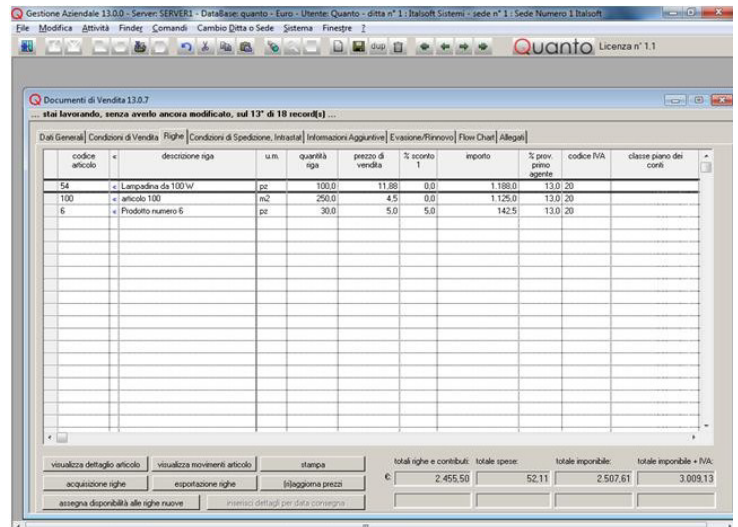 Gestione Aziendale 13.0.0 - Server: SERVER1 - DataBase: quanto - Euro - Utente: Quanto - ditta n° 1 : Italsoft Sistemi - sede n° 1 : Sede Numero 1 Italsoft
File Modifica Attività Finder Comandi Cambio Ditta o Sede Sistema Finestre ?
dup Quanto Licenza n° 1.1
Documenti di Vendita 13.0.7
... stai lavorando, senza averlo ancora modificato, sul 13° di 18 record(s) ...
Dati Generali Condizioni di Vendita Righe Condizioni di Spedizione, Intrastat Informazioni Aggiuntive Evasione/Rinnovo Flow Chart Allegati
codice articolo « descrizione riga u.m. quantità riga prezzo di vendita % sconto 1 importo % prov. primo agente codice IVA classe piano dei conti
54 « Lampadina da 100 W pz 100,0 11,88 0,0 1.188,0 13,0 20
100 « articolo 100 m2 250,0 4,5 0,0 1.125,0 13,0 20
6 « Prodotto numero 6 pz 30,0 5,0 5,0 142,5 13,0 20
visualizza dettaglio articolo visualizza movimenti articolo stampa totali righe e contributi: totale spese: totale imponibile: totale imponibile + IVA:
acquisizione righe esportazione righe (ri)aggiorna prezzi € 2.455,50 52,11 2.507,61 3.009,13
assegna disponibilità alle righe nuove inserisci dettagli per data consegna